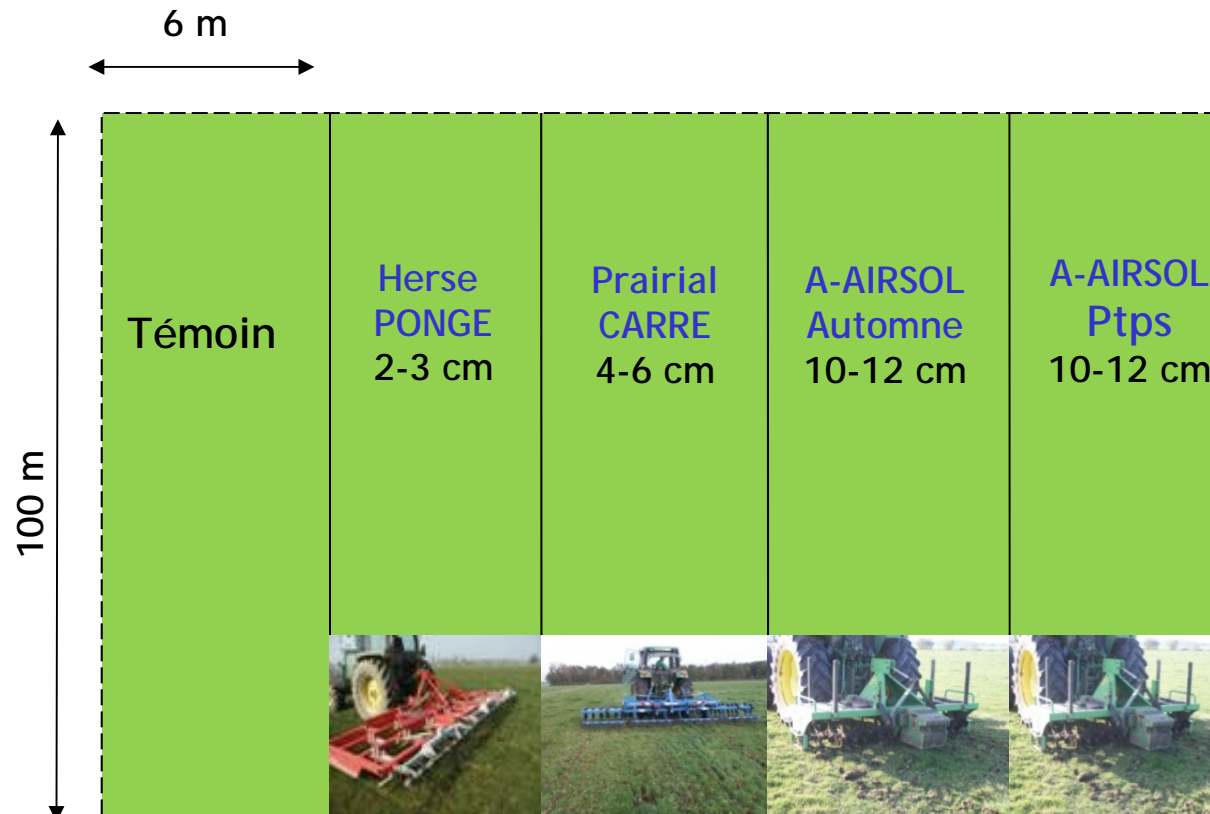 6 m
100 m
Témoin
Herse
PONGE
2-3 cm
Prairial
CARRE
4-6 cm
A-AIRSOL
Automne
10-12 cm
A-AIRSOL
Ptps
10-12 cm